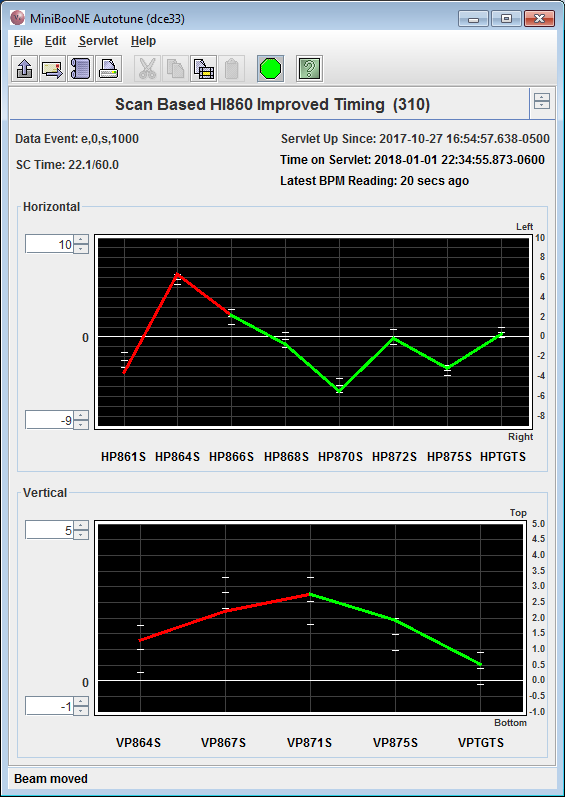 MiniBooNE Autotune (dce33)
File Edit Servlet Help
Scan Based HI860 Improved Timing (310)
Data Event: e,0,s,1000
Servlet Up Since: 2017-10-27 16:54:57.638-0500
SC Time: 22.1/60.0
Time on Servlet: 2018-01-01 22:34:55.873-0600
Latest BPM Reading: 20 secs ago
Horizontal
Left
10
0
-9
10
8
6
4
2
0
-2
-4
-6
-8
Right
HP861S HP864S HP866S HP868S HP870S HP872S HP875S HPTGTS
Vertical
Top
5
0
-1
5.0
4.5
4.0
3.5
3.0
2.5
2.0
1.5
1.0
0.5
0.0
-0.5
-1.0
Bottom
VP864S VP867S VP871S VP875S VPTGTS
Beam moved